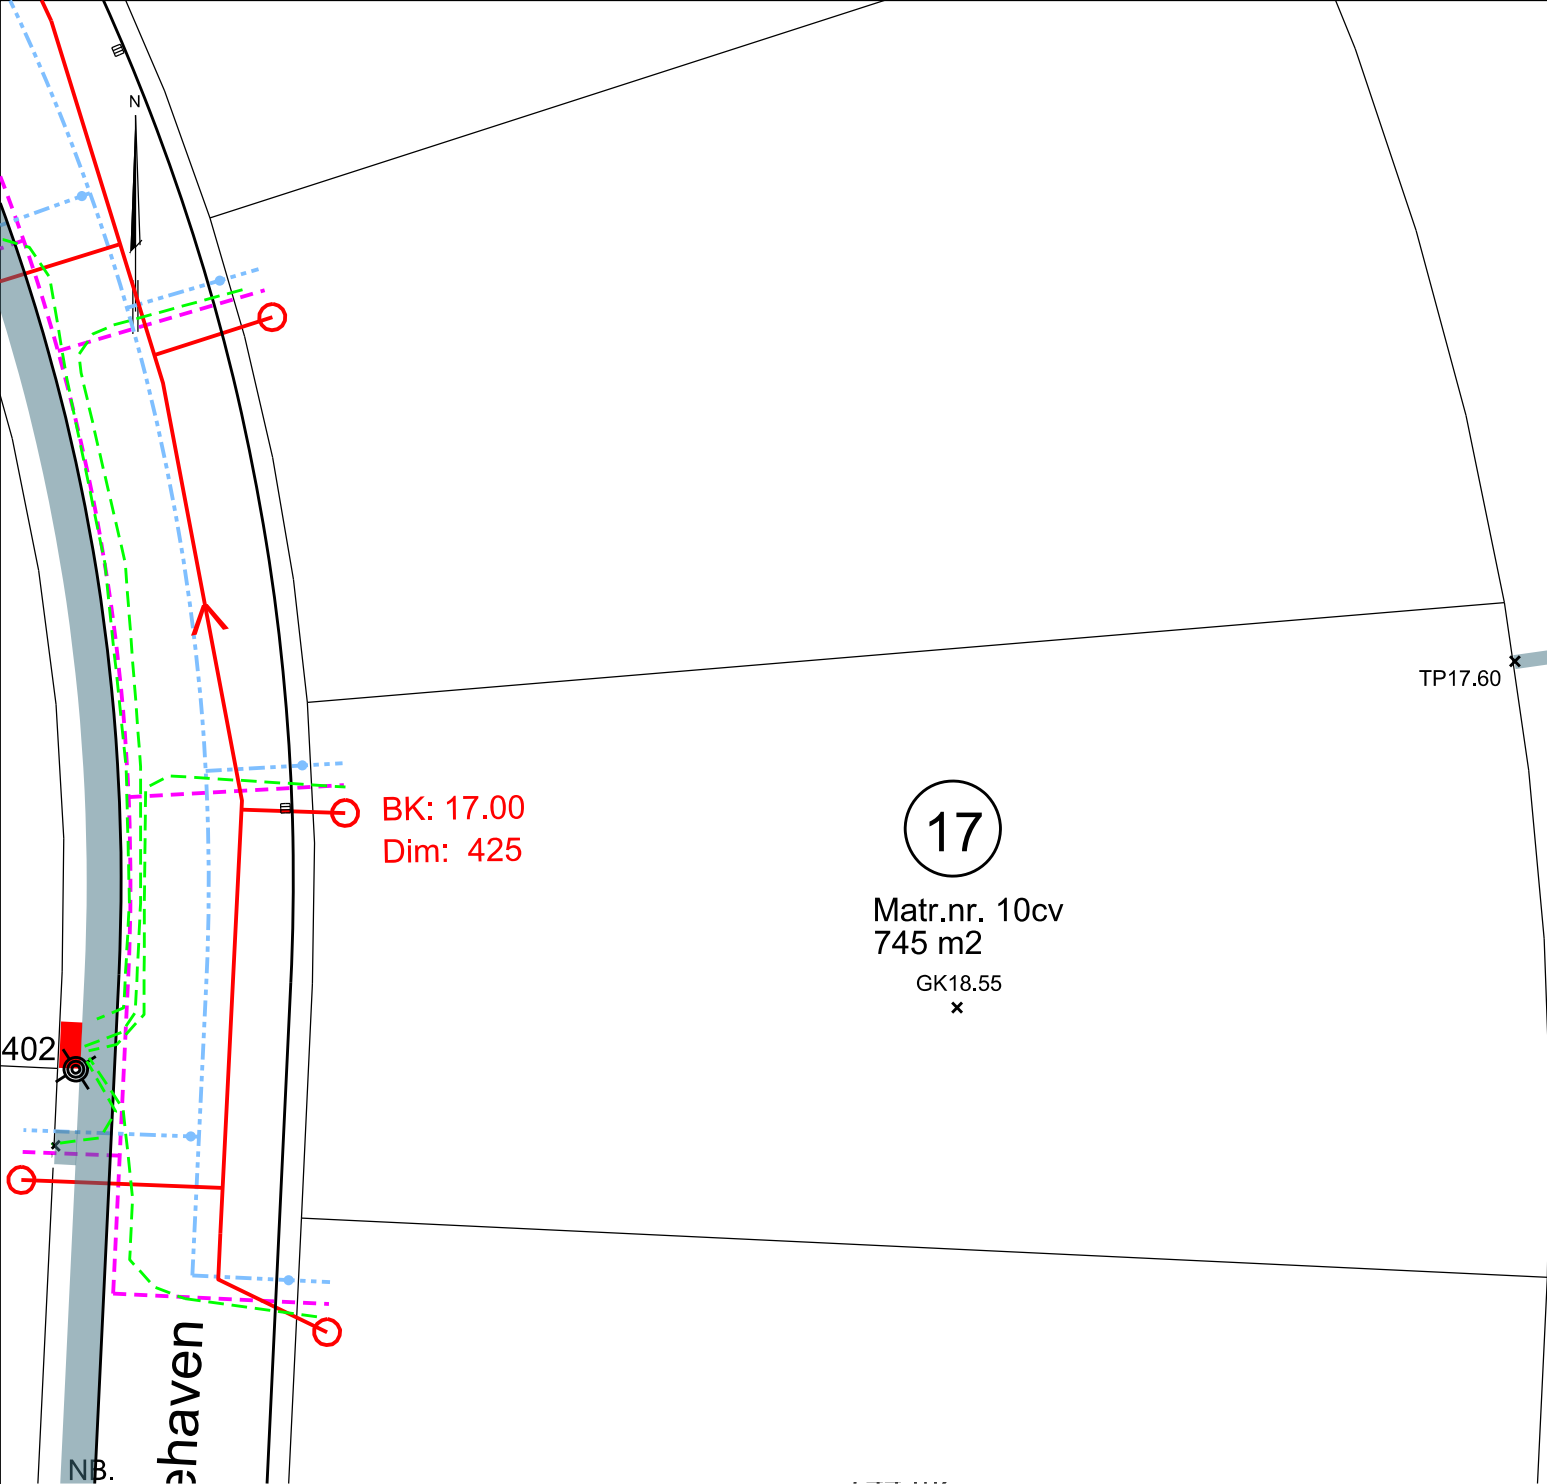 N
TP17.60
BK: 17.00
Dim: 425
17
Matr.nr. 10cv
745 m2
GK18.55
402
ehaven
NB.